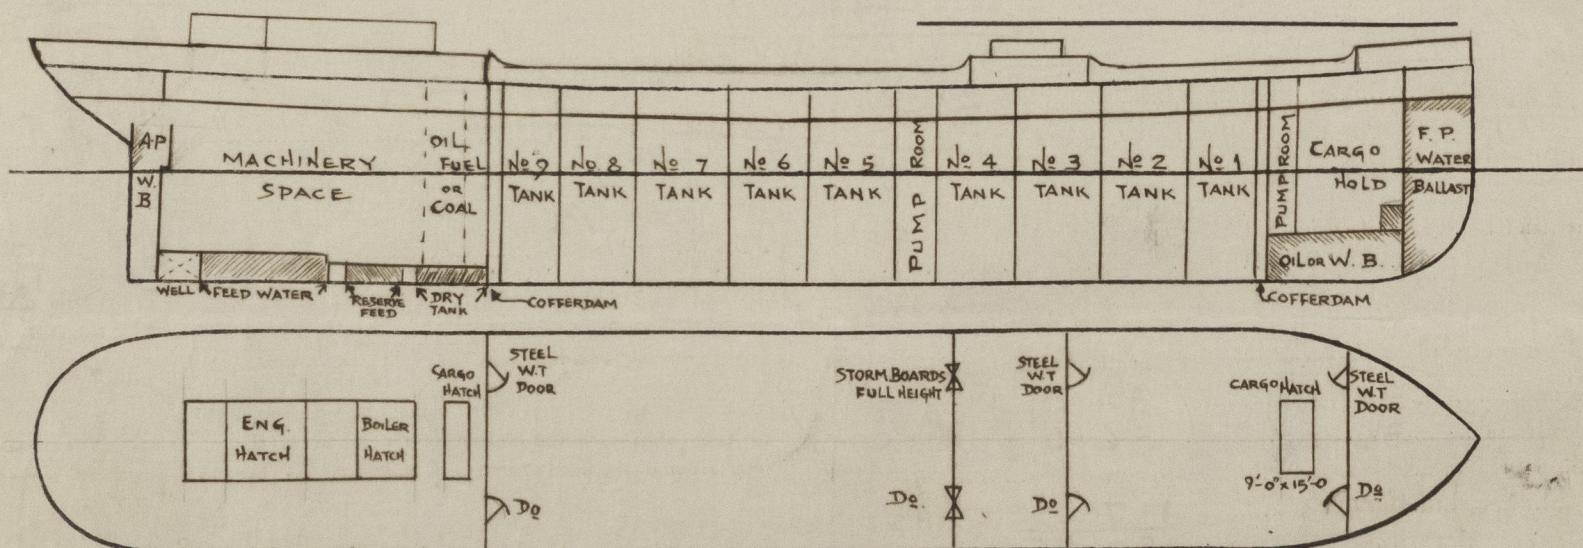 A.P
W.
B
MACHINERY
SPACE
OIL
FUEL
OR
COAL
No 9
TANK
No 8
TANK
No 7
TANK
No 6
TANK
No 5
TANK
PUMP ROOM
No 4
TANK
No 3
TANK
No 2
TANK
No 1
TANK
PUMP ROOM
CARGO
HOLD
F. P.
WATER
BALLAST
OIL OR W. B.
WELL
FEED WATER
RESERVE
FEED
DRY
TANK
COFFERDAM
COFFERDAM
ENG.
HATCH
BOILER
HATCH
CARGO
HATCH
STEEL
W.T
DOOR
Do
STORM BOARDS
FULL HEIGHT
Do.
STEEL
W.T
DOOR
Do
CARGO HATCH
9'-0" x 15'-0
STEEL
W.T
DOOR
Do